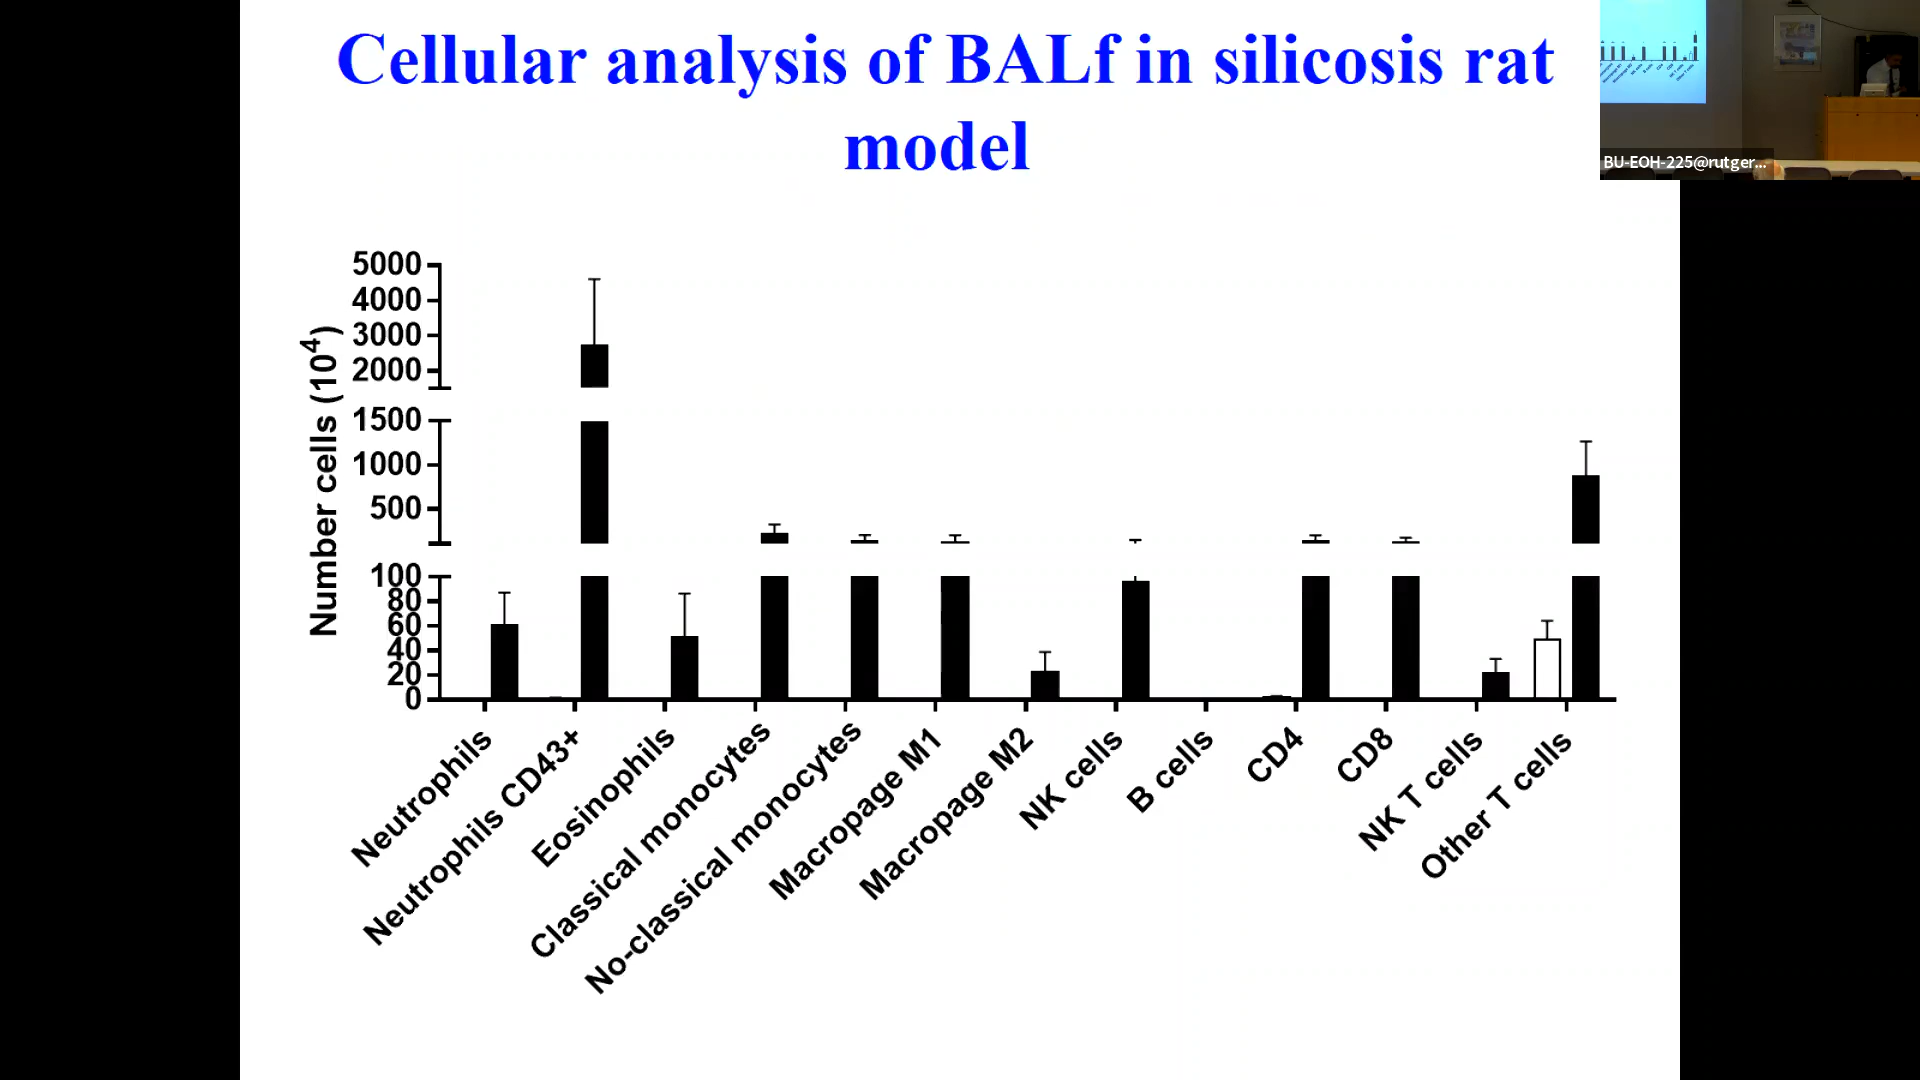 Cellular analysis of BALf in silicosis rat
model
BU-EOH-225@rutger...
Number cells (10⁴)
5000
4000
3000
2000
1500
1000
500
100
80
60
40
20
0
Neutrophils
Neutrophils CD43+
Eosinophils
Classical monocytes
No-classical monocytes
Macropage M1
Macropage M2
NK cells
B cells
CD4
CD8
NK T cells
Other T cells